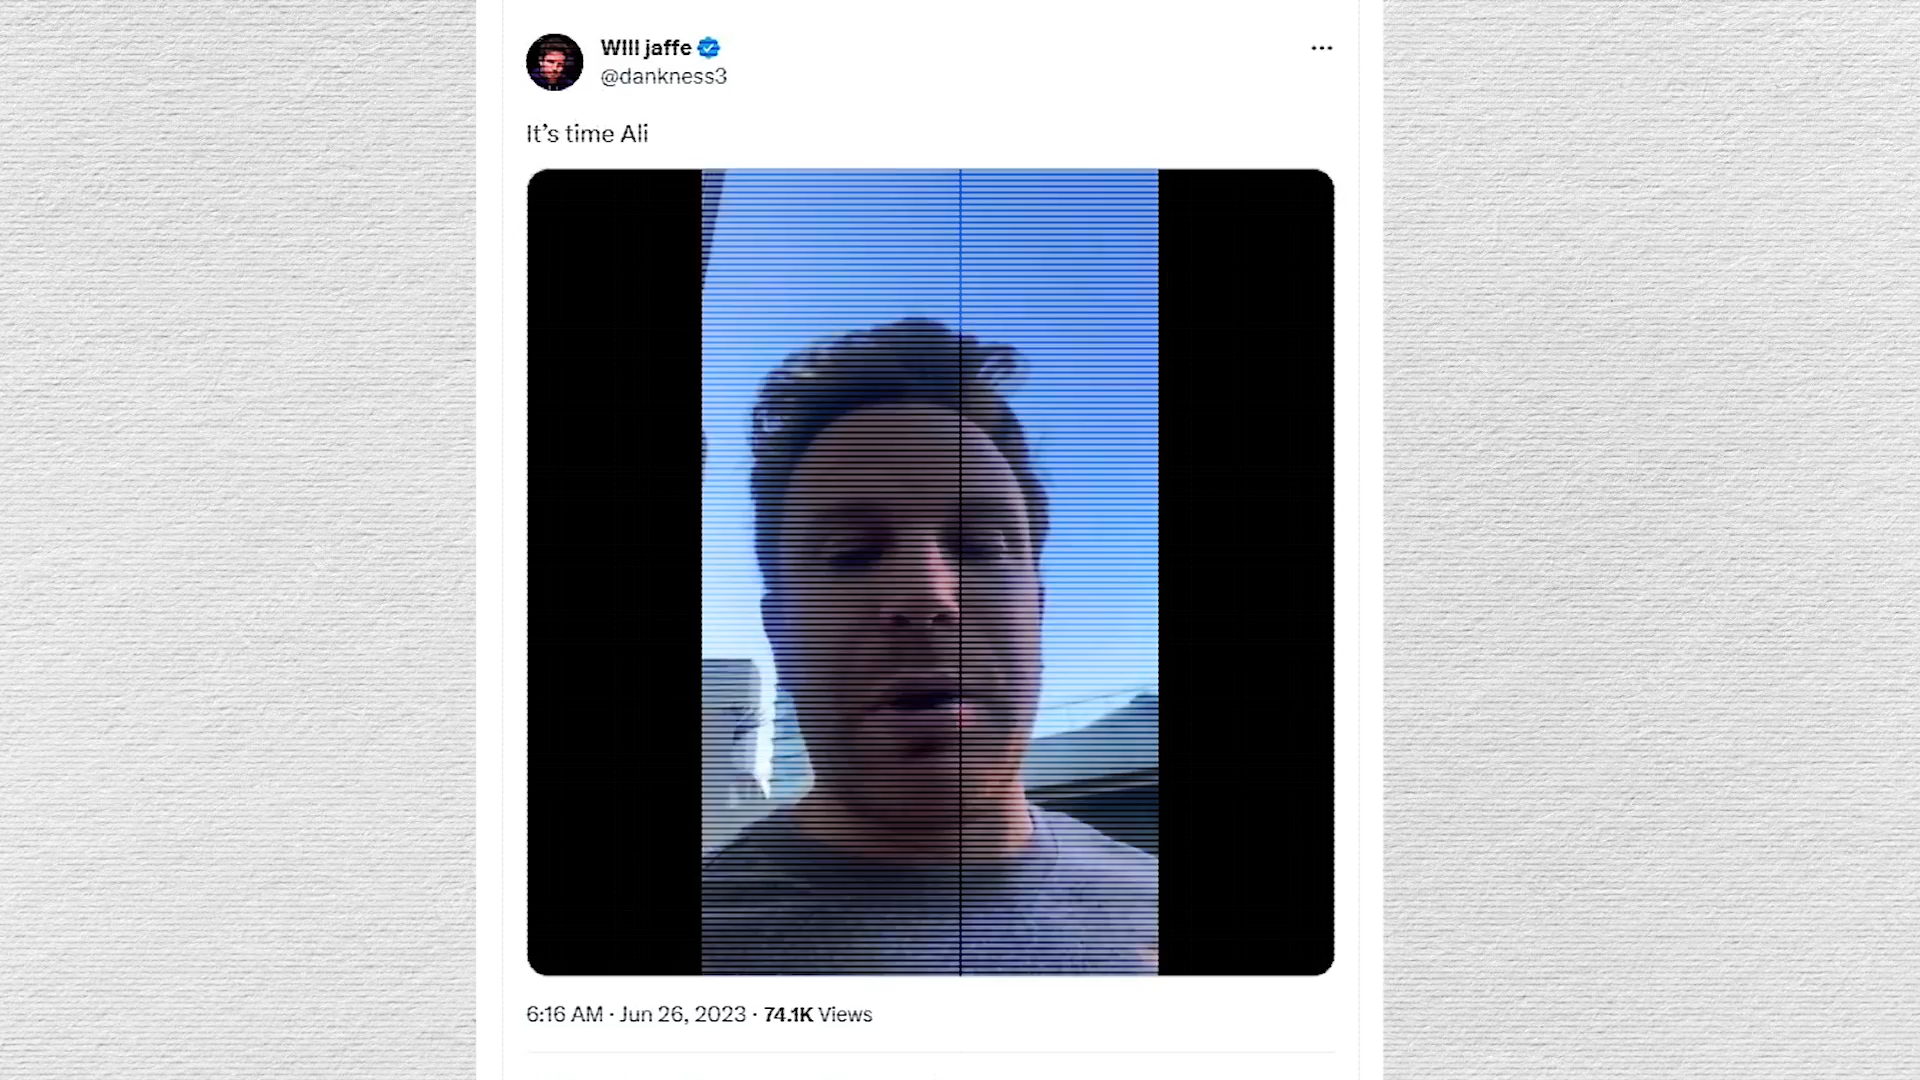 WIll jaffe
@dankness3
It’s time Ali
6:16 AM · Jun 26, 2023 · 74.1K Views